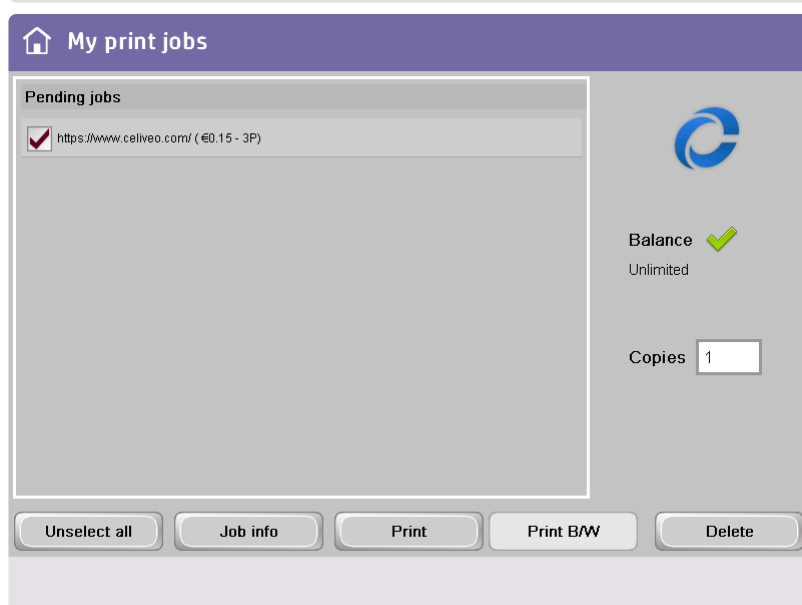 My print jobs
Pending jobs
https://www.celiveo.com/ ( €0.15 - 3P)
Balance
Unlimited
Copies 1
Unselect all Job info Print Print B/W Delete